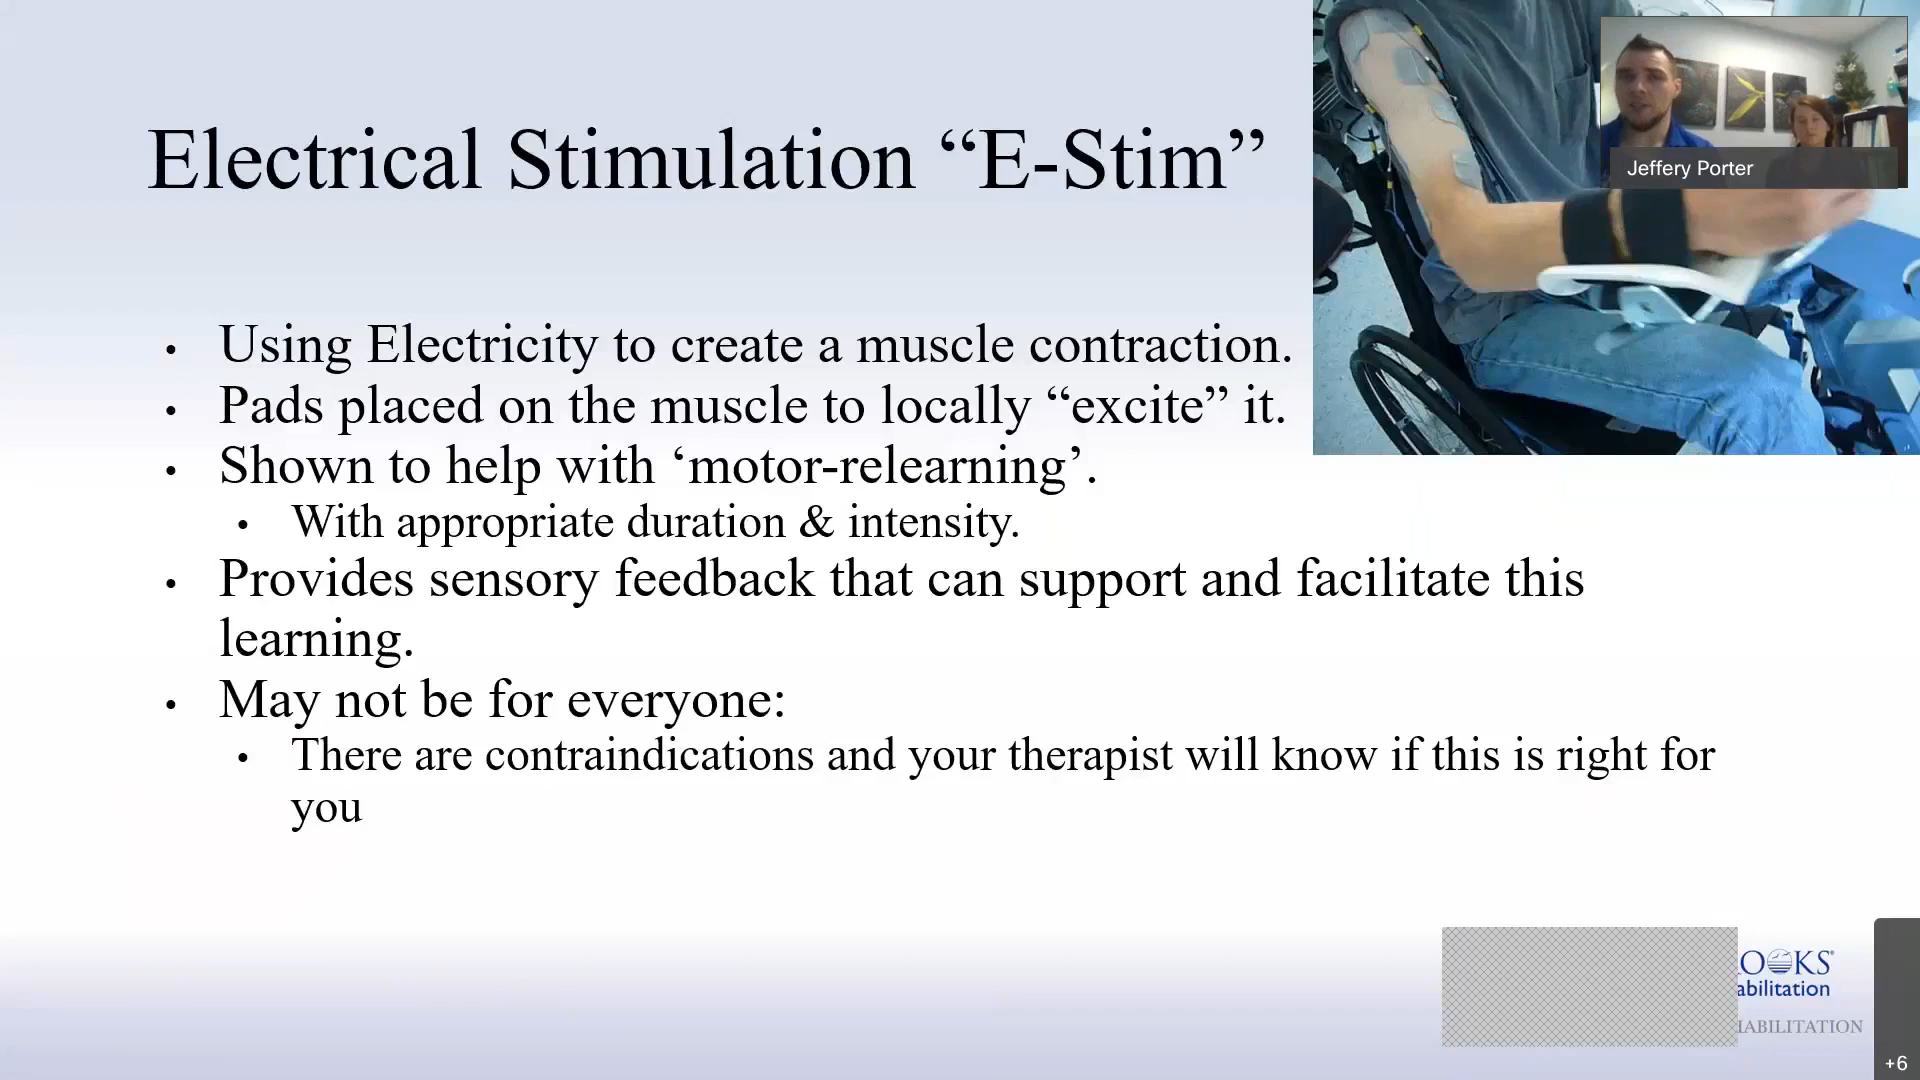 Electrical Stimulation “E-Stim”
Jeffery Porter
• Using Electricity to create a muscle contraction.
• Pads placed on the muscle to locally “excite” it.
• Shown to help with ‘motor-relearning’.
• With appropriate duration & intensity.
• Provides sensory feedback that can support and facilitate this
learning.
• May not be for everyone:
• There are contraindications and your therapist will know if this is right for
you
+6